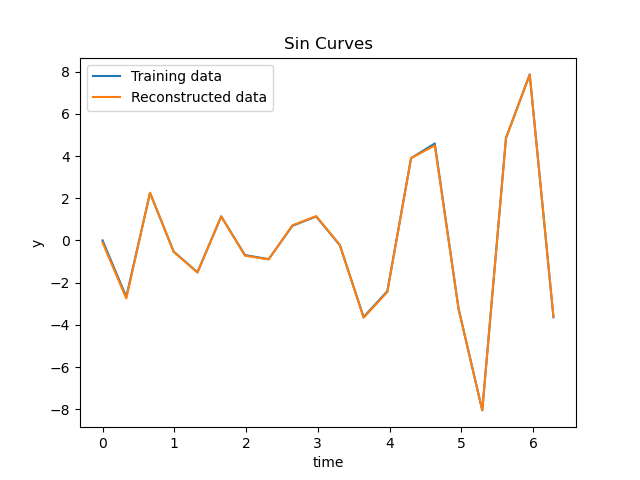 Sin Curves
Training data
Reconstructed data
8
6
4
2
0
−2
−4
−6
−8
y
0 1 2 3 4 5 6
time